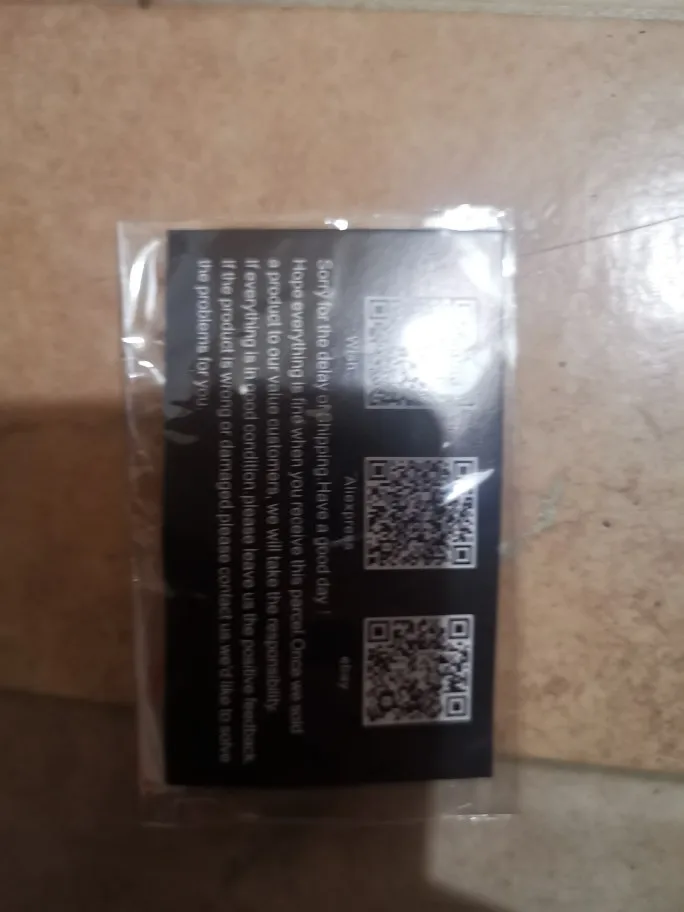 Wish Aliexpress eBay
Sorry for the delay of shipping.Have a good day !
Hope everything is fine when you receive this parcel.Once we sold
a product to our value customers, we will take the responsibility.
If everything is in good condition,please leave us the positive feedback.
If the product is wrong or damaged,please contact us we'd like to solve
the problems for you.